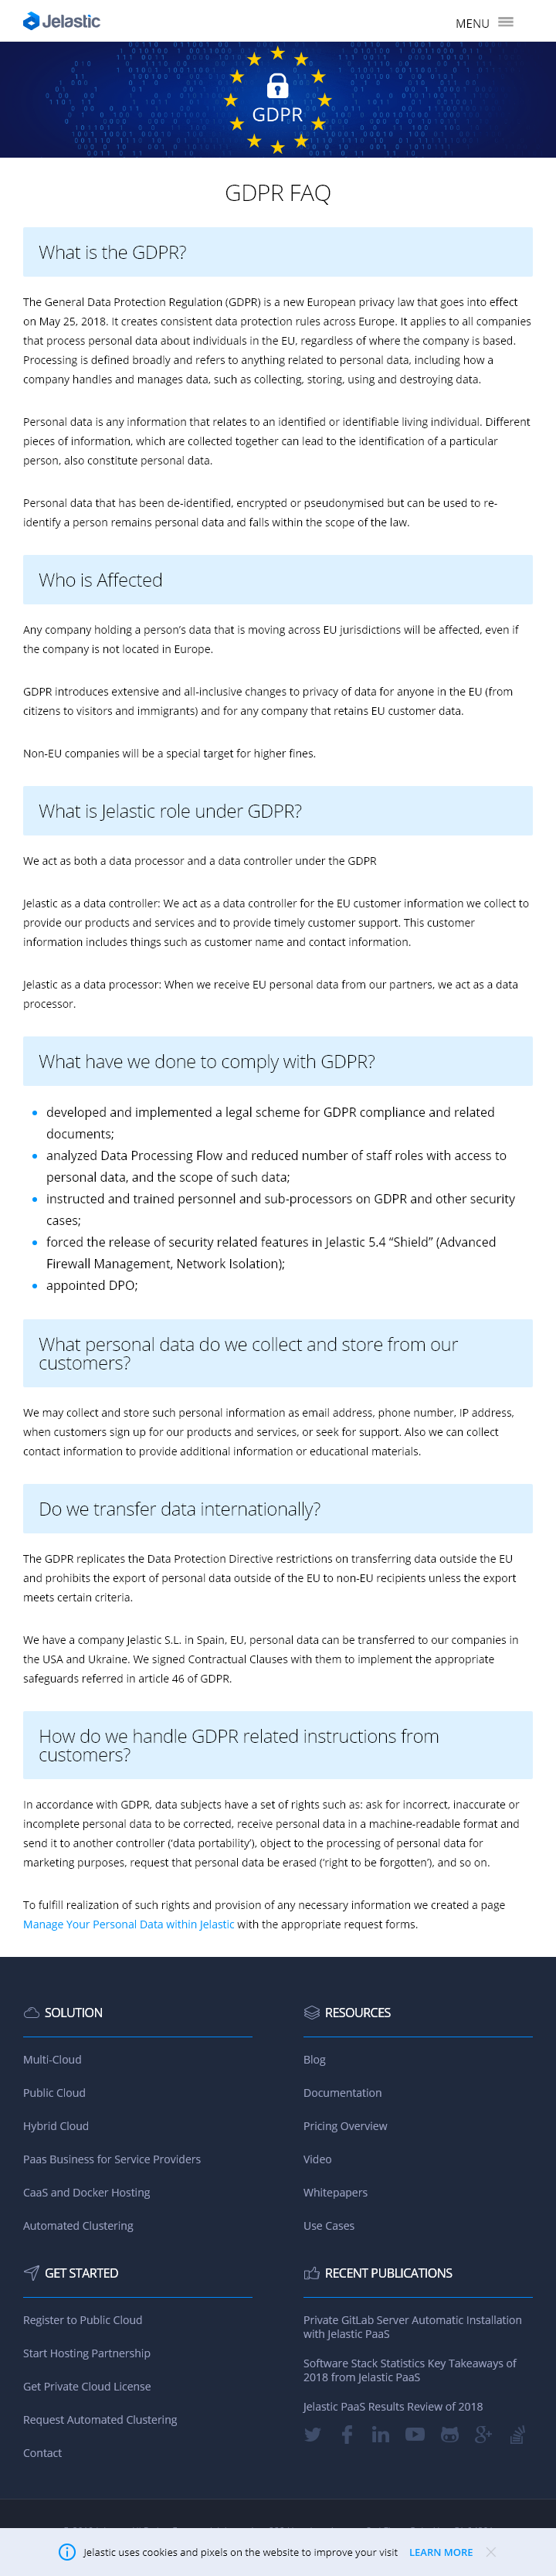 Jelastic
MENU
GDPR
GDPR FAQ
What is the GDPR?
The General Data Protection Regulation (GDPR) is a new European privacy law that goes into effect
on May 25, 2018. It creates consistent data protection rules across Europe. It applies to all companies
that process personal data about individuals in the EU, regardless of where the company is based.
Processing is defined broadly and refers to anything related to personal data, including how a
company handles and manages data, such as collecting, storing, using and destroying data.
Personal data is any information that relates to an identified or identifiable living individual. Different
pieces of information, which are collected together can lead to the identification of a particular
person, also constitute personal data.
Personal data that has been de-identified, encrypted or pseudonymised but can be used to re-
identify a person remains personal data and falls within the scope of the law.
Who is Affected
Any company holding a person’s data that is moving across EU jurisdictions will be affected, even if
the company is not located in Europe.
GDPR introduces extensive and all-inclusive changes to privacy of data for anyone in the EU (from
citizens to visitors and immigrants) and for any company that retains EU customer data.
Non-EU companies will be a special target for higher fines.
What is Jelastic role under GDPR?
We act as both a data processor and a data controller under the GDPR
Jelastic as a data controller: We act as a data controller for the EU customer information we collect to
provide our products and services and to provide timely customer support. This customer
information includes things such as customer name and contact information.
Jelastic as a data processor: When we receive EU personal data from our partners, we act as a data
processor.
What have we done to comply with GDPR?
developed and implemented a legal scheme for GDPR compliance and related
documents;
analyzed Data Processing Flow and reduced number of staff roles with access to
personal data, and the scope of such data;
instructed and trained personnel and sub-processors on GDPR and other security
cases;
forced the release of security related features in Jelastic 5.4 “Shield” (Advanced
Firewall Management, Network Isolation);
appointed DPO;
What personal data do we collect and store from our
customers?
We may collect and store such personal information as email address, phone number, IP address,
when customers sign up for our products and services, or seek for support. Also we can collect
contact information to provide additional information or educational materials.
Do we transfer data internationally?
The GDPR replicates the Data Protection Directive restrictions on transferring data outside the EU
and prohibits the export of personal data outside of the EU to non-EU recipients unless the export
meets certain criteria.
We have a company Jelastic S.L. in Spain, EU, personal data can be transferred to our companies in
the USA and Ukraine. We signed Contractual Clauses with them to implement the appropriate
safeguards referred in article 46 of GDPR.
How do we handle GDPR related instructions from
customers?
In accordance with GDPR, data subjects have a set of rights such as: ask for incorrect, inaccurate or
incomplete personal data to be corrected, receive personal data in a machine-readable format and
send it to another controller (‘data portability’), object to the processing of personal data for
marketing purposes, request that personal data be erased (‘right to be forgotten’), and so on.
To fulfill realization of such rights and provision of any necessary information we created a page
Manage Your Personal Data within Jelastic with the appropriate request forms.
SOLUTION
Multi-Cloud
Public Cloud
Hybrid Cloud
Paas Business for Service Providers
CaaS and Docker Hosting
Automated Clustering
RESOURCES
Blog
Documentation
Pricing Overview
Video
Whitepapers
Use Cases
GET STARTED
Register to Public Cloud
Start Hosting Partnership
Get Private Cloud License
Request Automated Clustering
Contact
RECENT PUBLICATIONS
Private GitLab Server Automatic Installation
with Jelastic PaaS
Software Stack Statistics Key Takeaways of
2018 from Jelastic PaaS
Jelastic PaaS Results Review of 2018
Jelastic uses cookies and pixels on the website to improve your visit LEARN MORE